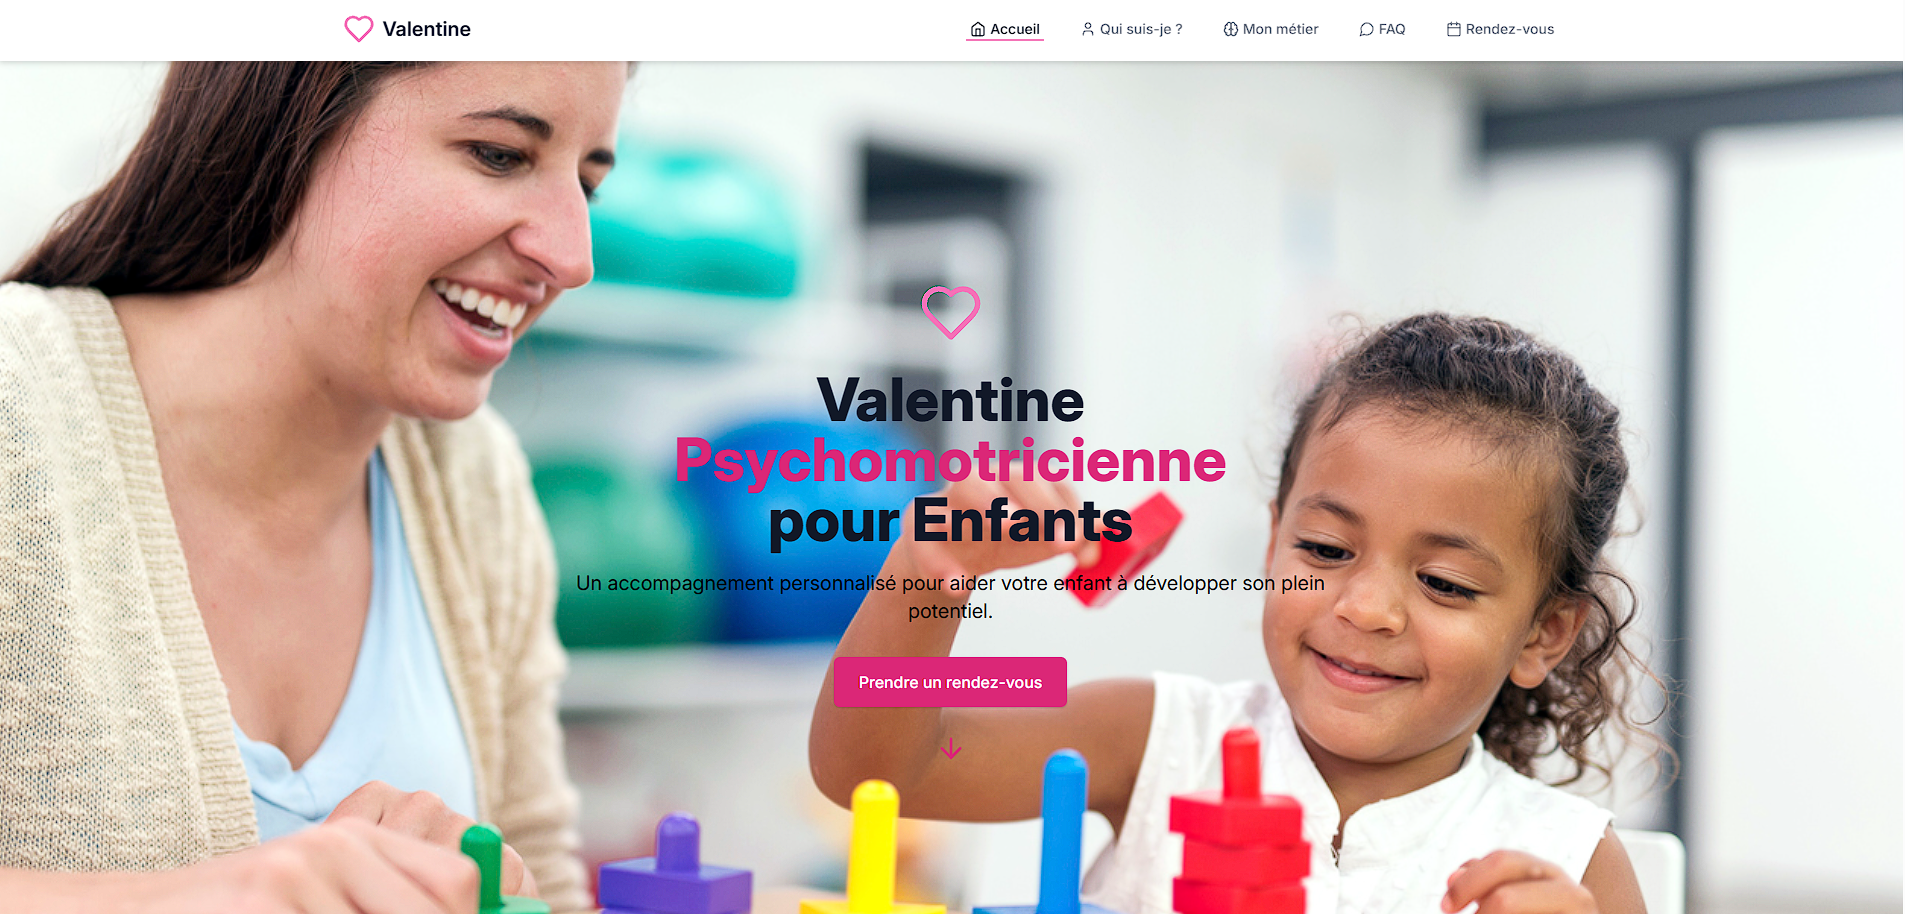 Valentine
Accueil
Qui suis-je ?
Mon métier
FAQ
Rendez-vous
Valentine
Psychomotricienne
pour Enfants
Un accompagnement personnalisé pour aider votre enfant à développer son plein
potentiel.
Prendre un rendez-vous